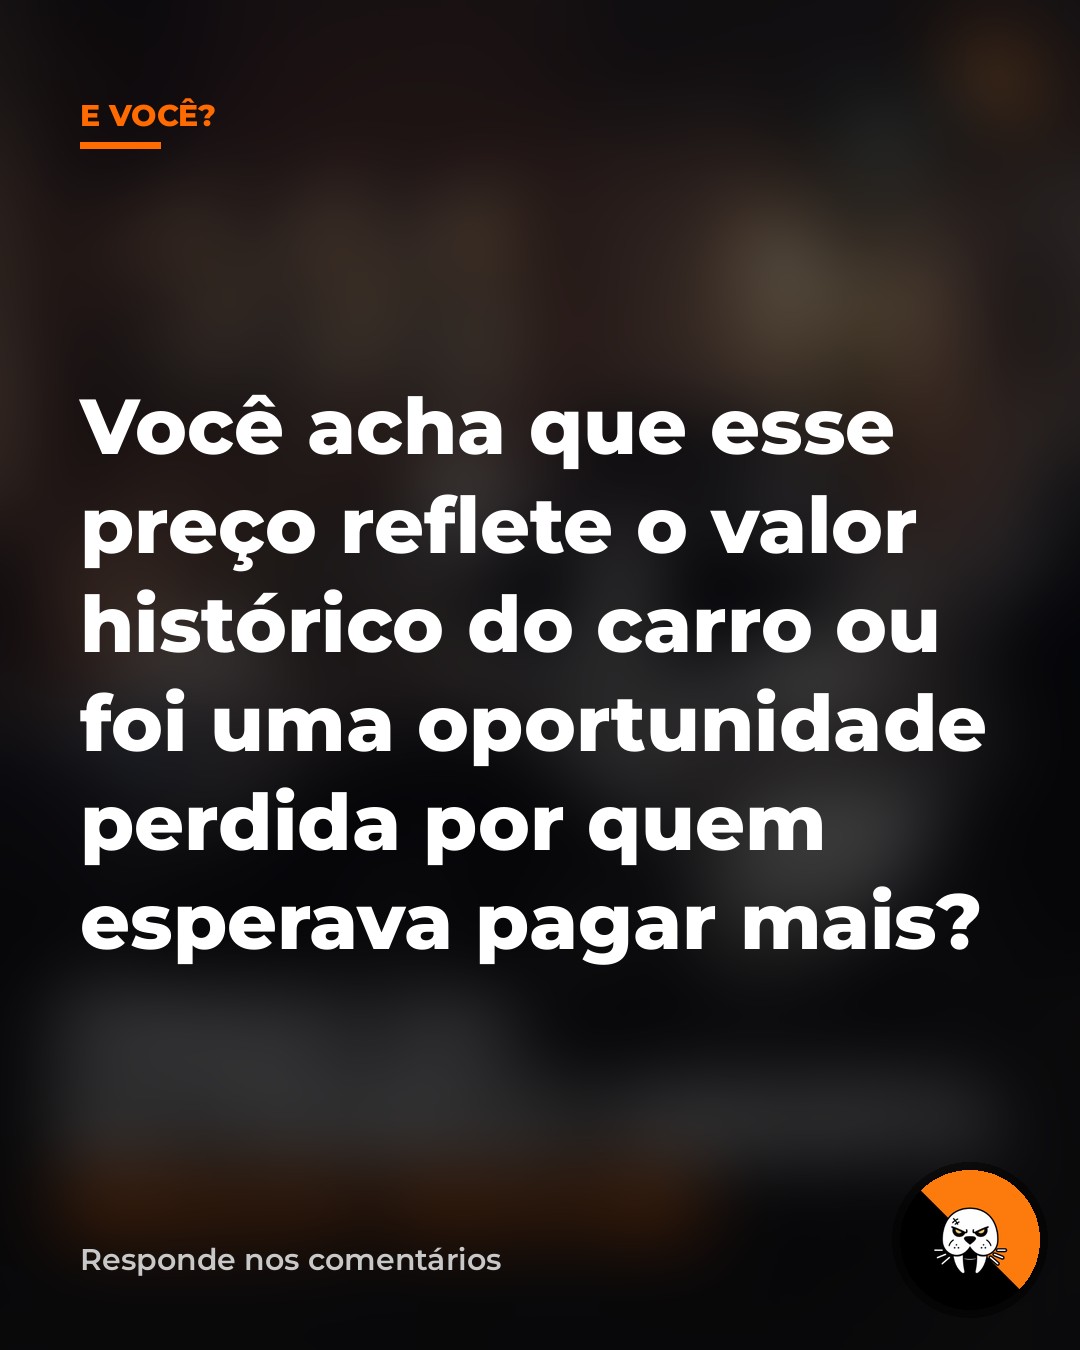 E VOCÊ?
Você acha que esse
preço reflete o valor
histórico do carro ou
foi uma oportunidade
perdida por quem
esperava pagar mais?
Responde nos comentários